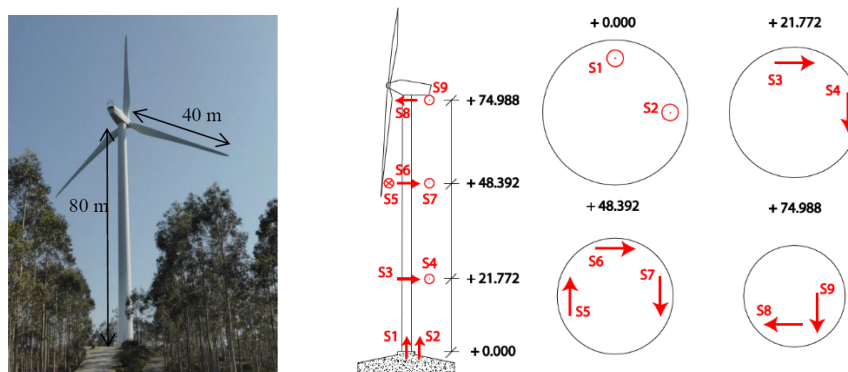 40 m
80 m
S9
S8
+ 74.988
S6
S5
S7
+ 48.392
S3
S4
+ 21.772
S1
S2
+ 0.000
+ 0.000
S1
S2
+ 21.772
S3
S4
+ 48.392
S6
S7
S5
+ 74.988
S9
S8